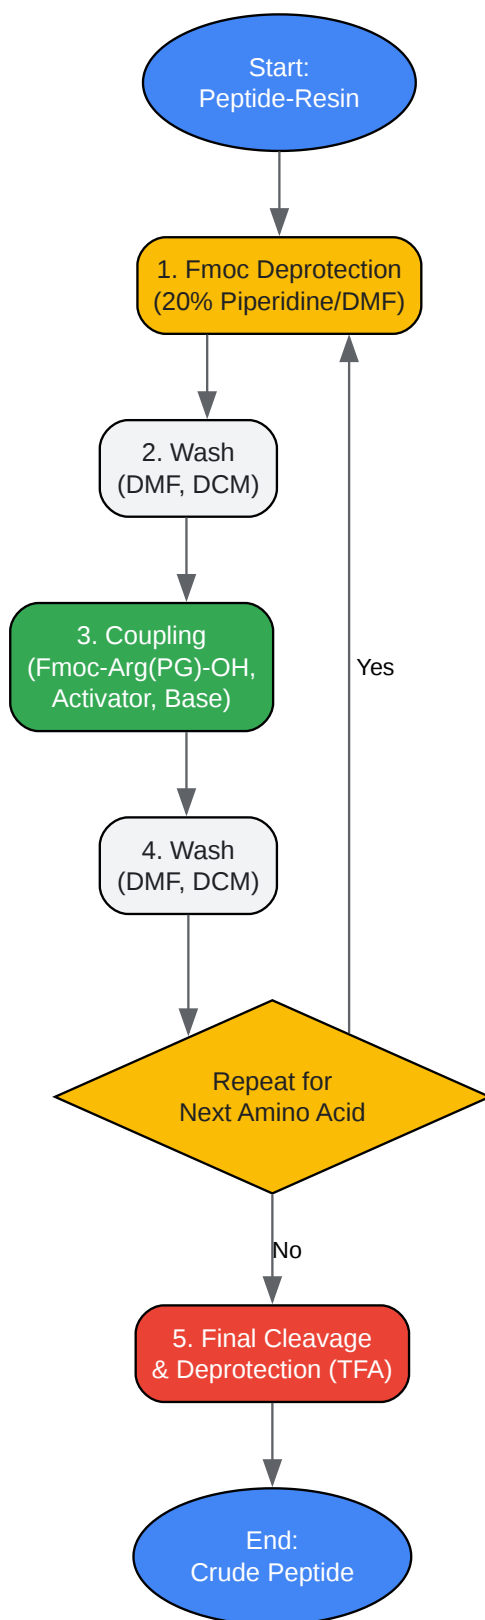 Start:
Peptide-Resin
1. Fmoc Deprotection
(20% Piperidine/DMF)
2. Wash
(DMF, DCM)
3. Coupling
(Fmoc-Arg(PG)-OH,
Activator, Base)
Yes
4. Wash
(DMF, DCM)
Repeat for
Next Amino Acid
No
5. Final Cleavage
& Deprotection (TFA)
End:
Crude Peptide